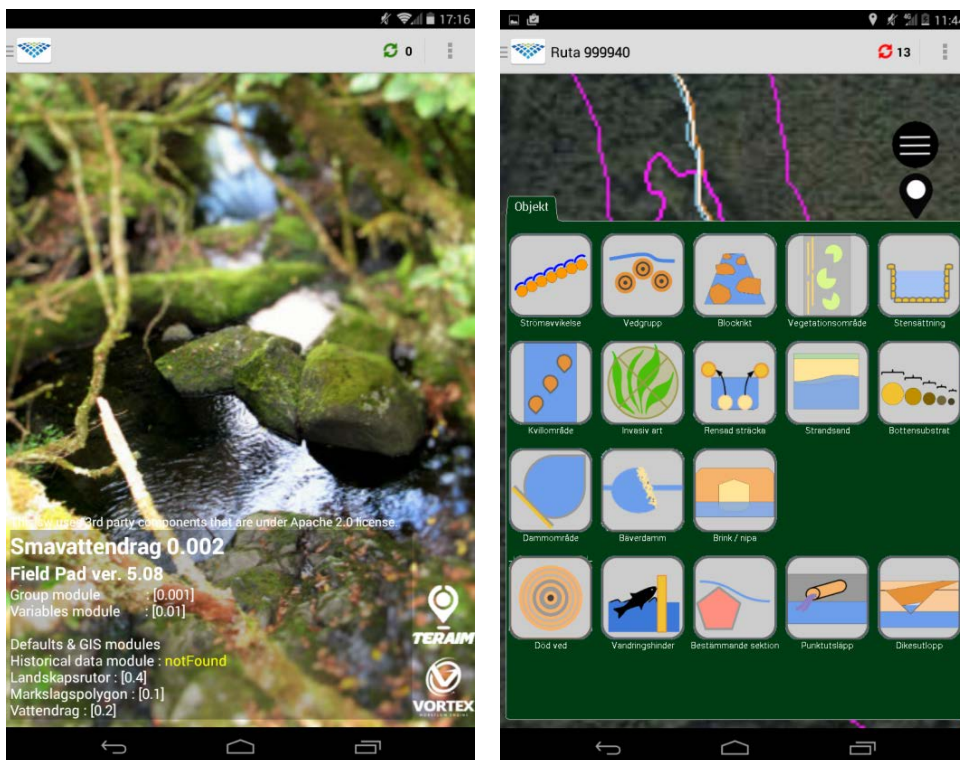 17:16
0
This sw uses 3rd party components that are under Apache 2.0 license.
Smavattendrag 0.002
Field Pad ver. 5.08
Group module : [0.001]
Variables module : [0.01]
Defaults & GIS modules
Historical data module : notFound
Landskapsrutor : [0.4]
Markslagspolygon : [0.1]
Vattendrag : [0.2]
TERAIM
VORTEX
4G 11:44
Ruta 999940
13
Objekt
Strömavvikelse Vedgrupp Blockrikt Vegetationsområde Stensättning
Kvillområde Invasiv art Rensad sträcka Strandsand Bottensubstrat
Dammområde Bäverdamm Brink / nipa
Död ved Vandringshinder Bestämmande sektion Punktutsläpp Dikesutlopp